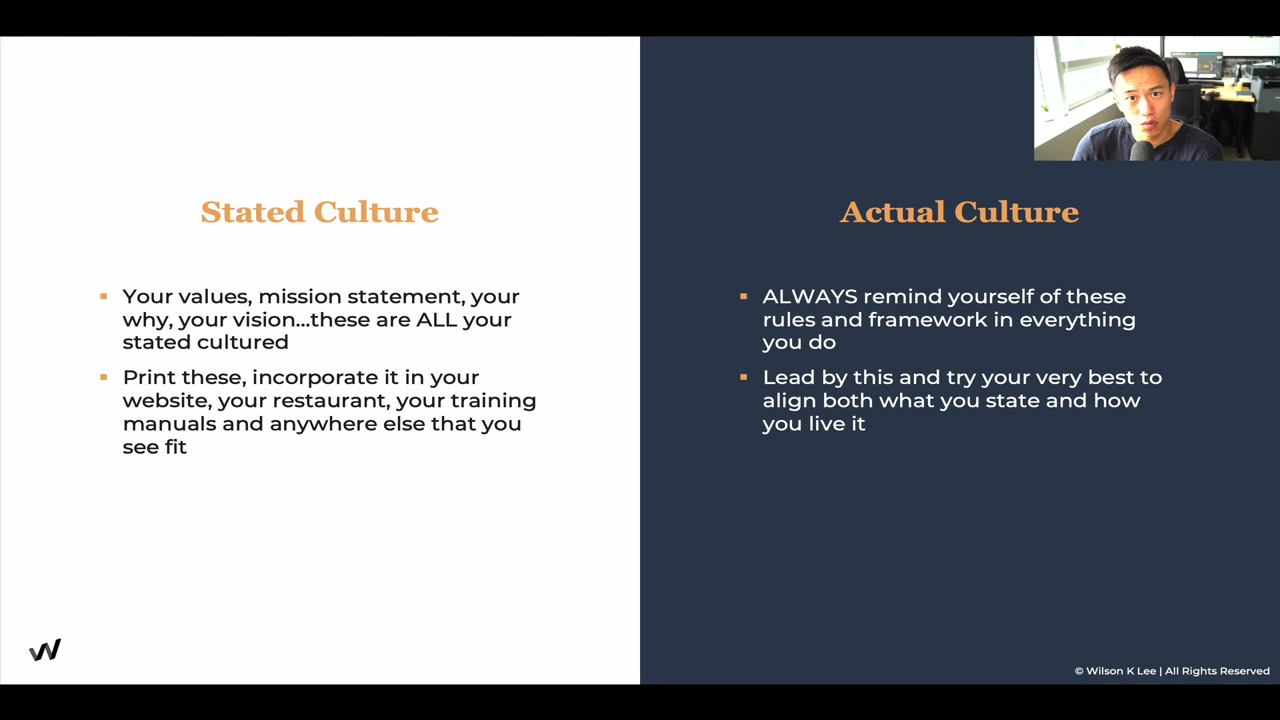 Stated Culture
Your values, mission statement, your
why, your vision...these are ALL your
stated cultured
Print these, incorporate it in your
website, your restaurant, your training
manuals and anywhere else that you
see fit
Actual Culture
ALWAYS remind yourself of these
rules and framework in everything
you do
Lead by this and try your very best to
align both what you state and how
you live it
© Wilson K Lee | All Rights Reserved